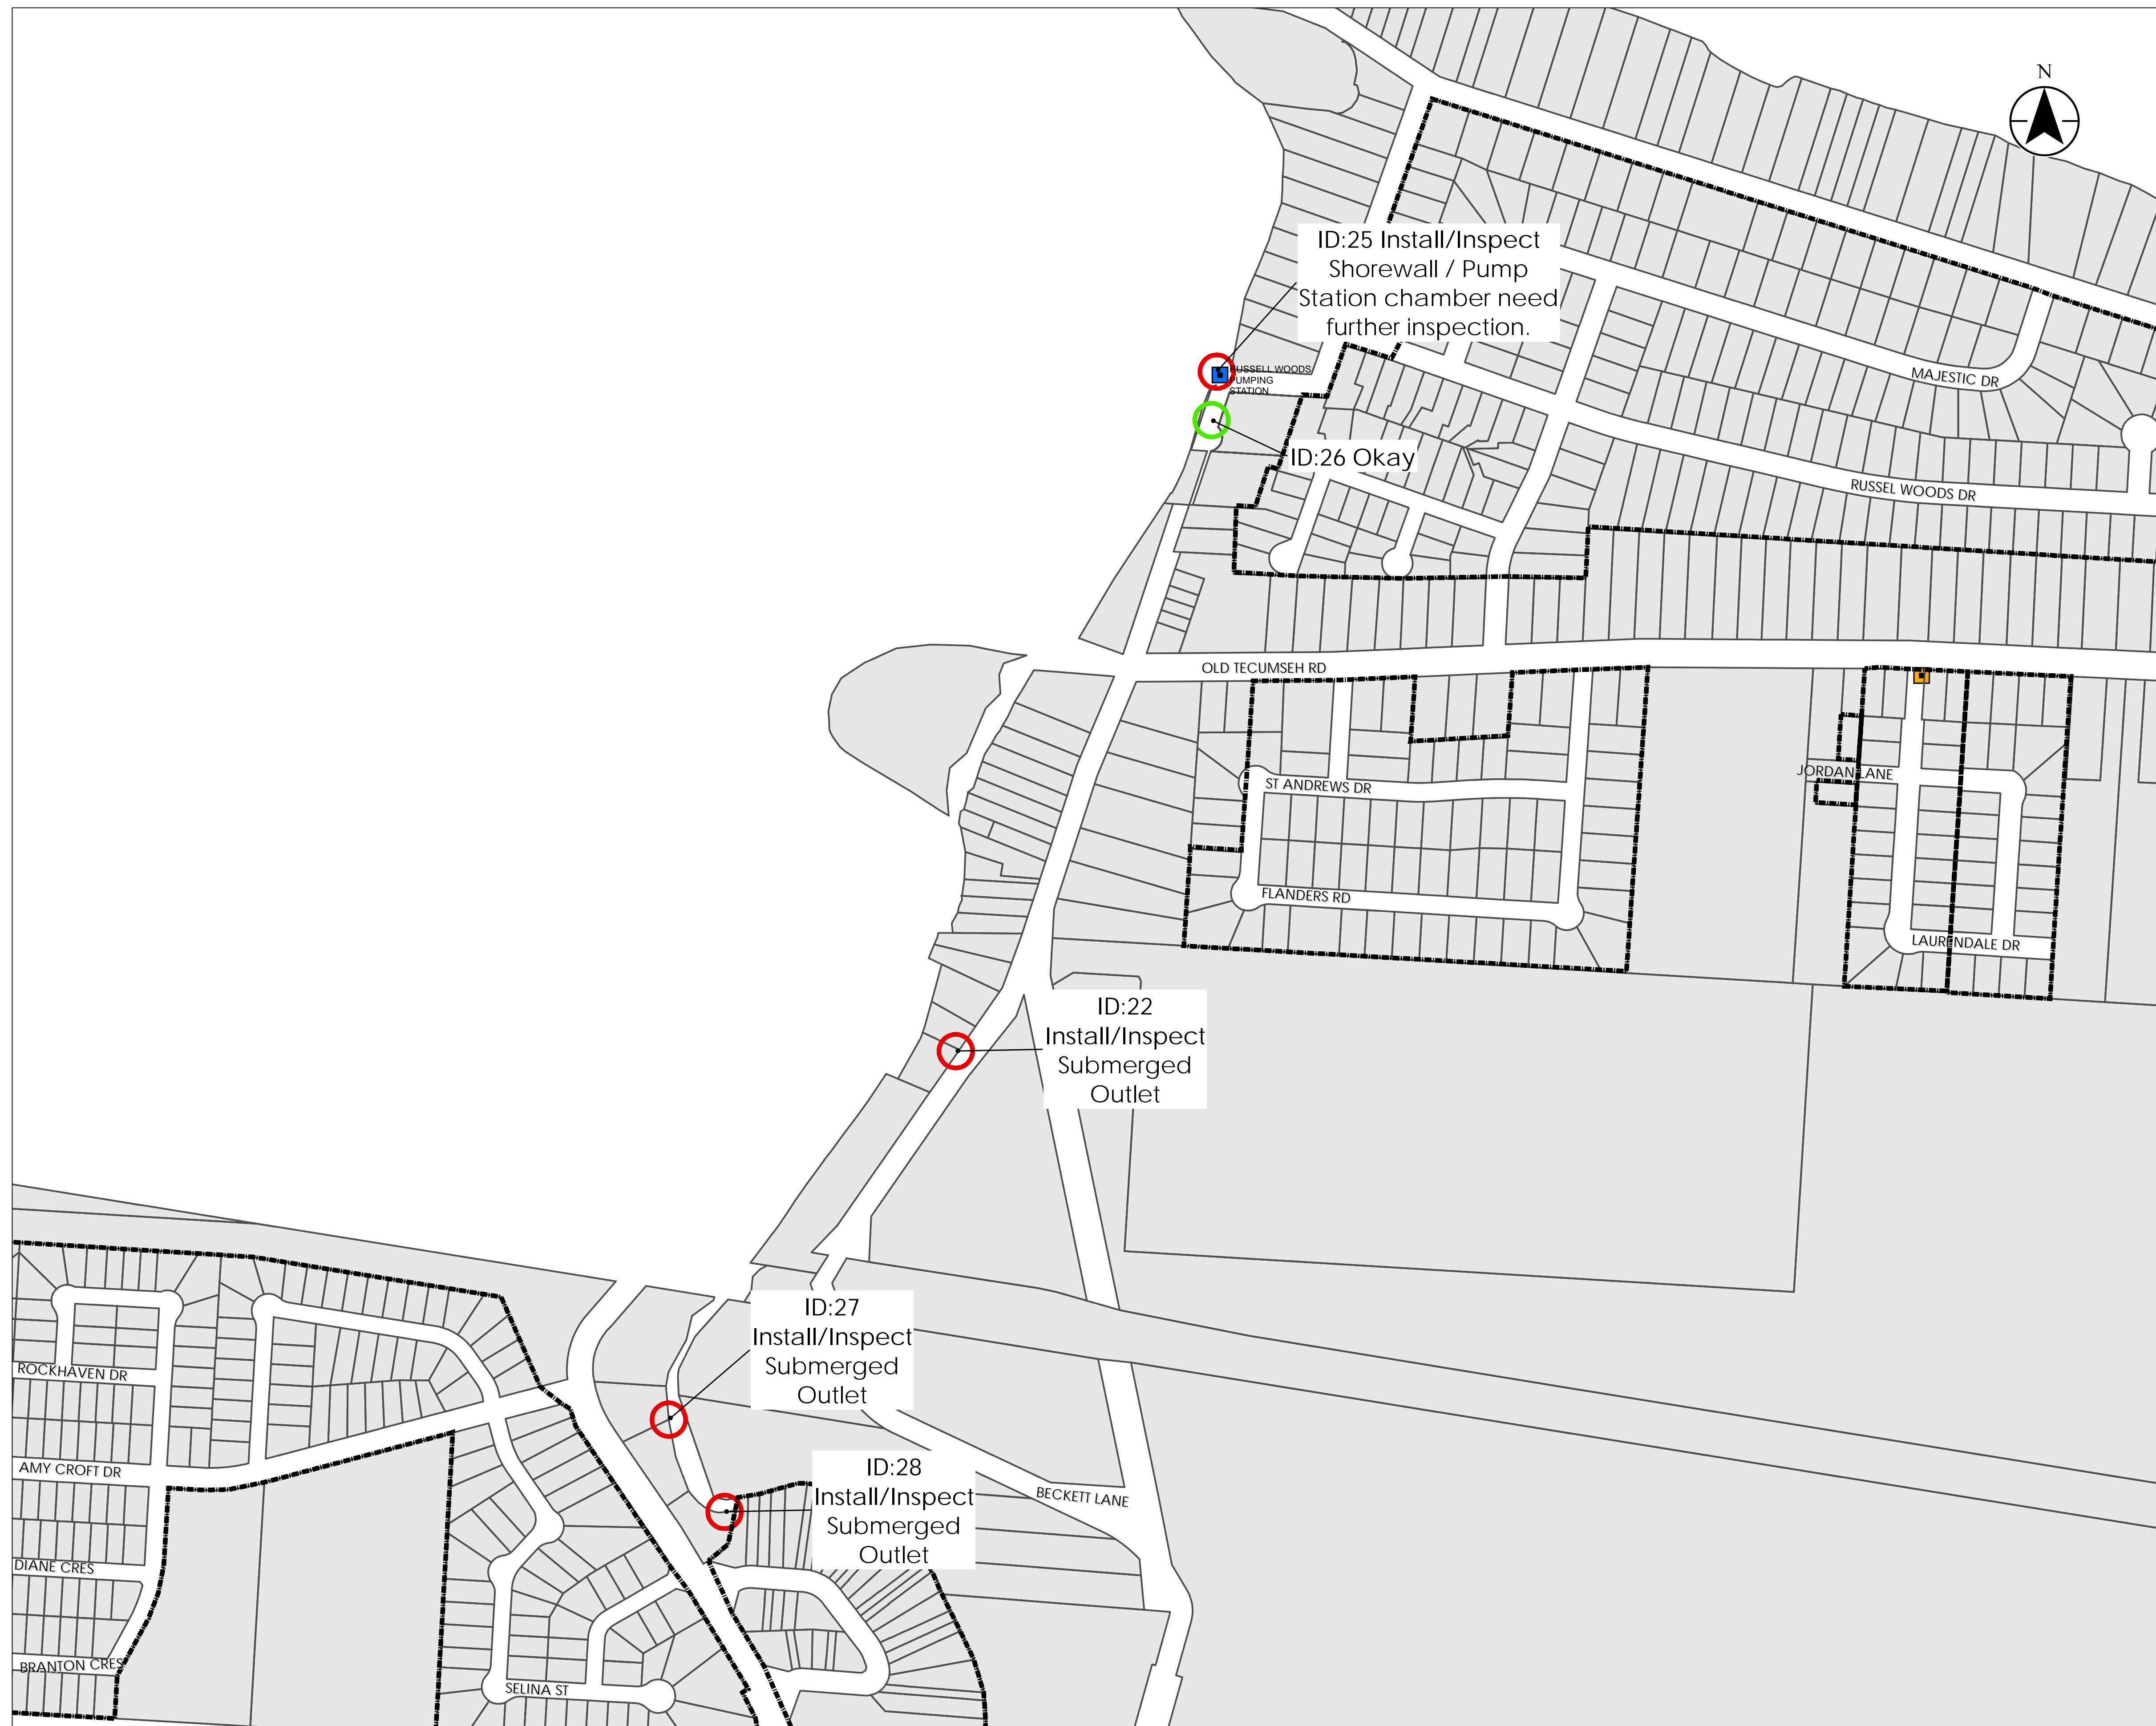 N
ID:25 Install/Inspect
Shorewall / Pump
Station chamber need
further inspection.
RUSSELL WOODS
PUMPING
STATION
MAJESTIC DR
ID:26 Okay
RUSSEL WOODS DR
OLD TECUMSEH RD
JORDAN LANE
ST ANDREWS DR
FLANDERS RD
LAURENDALE DR
ID:22
Install/Inspect
Submerged
Outlet
ID:27
Install/Inspect
Submerged
Outlet
ROCKHAVEN DR
AMY CROFT DR
ID:28
Install/Inspect
Submerged
Outlet
BECKETT LANE
DIANE CRES
BRANTON CRES
SELINA ST